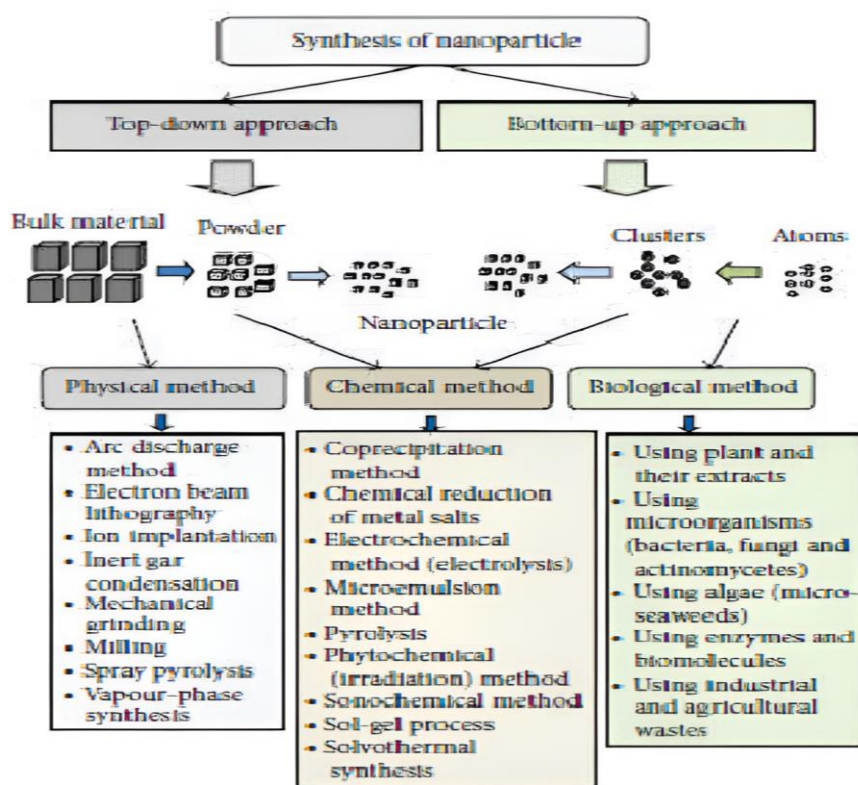 Synthesis of nanoparticle
Top-down approach
Bottom-up approach
Bulk material
Powder
Clusters
Atoms
Nanoparticle
Physical method
Chemical method
Biological method
• Arc discharge
method
• Electron beam
lithography
• Ion implantation
• Inert gar
condensation
• Mechanical
grinding
• Milling
• Spray pyrolysis
• Vapour-phase
synthesis
• Coprecipitation
method
• Chemical reduction
of metal salts
• Electrochemical
method (electrolysis)
• Microemulsion
method
• Pyrolysis
• Phytochemical
(irradiation) method
• Sonochemical method
• Sol-gel process
• Solvothermal
synthesis
• Using plant and
their extracts
• Using
microorganisms
(bacteria, fungi and
actinomycetes)
• Using algae (micro-
seaweeds)
• Using enzymes and
biomolecules
• Using industrial
and agricultural
wastes